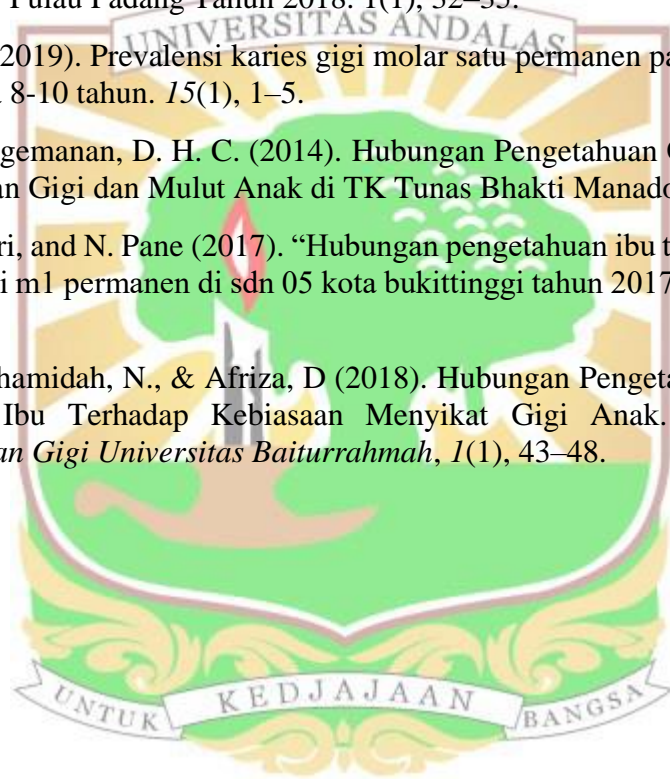 Pulau Padang Tahun 2018. 1(1), 32–35.
UNIVERSITAS ANDALAS
2019). Prevalensi karies gigi molar satu permanen pa
8-10 tahun. 15(1), 1–5.
gemanan, D. H. C. (2014). Hubungan Pengetahuan
an Gigi dan Mulut Anak di TK Tunas Bhakti Manado
ri, and N. Pane (2017). “Hubungan pengetahuan ibu t
i m1 permanen di sdn 05 kota bukittinggi tahun 2017
hamidah, N., & Afriza, D (2018). Hubungan Pengeta
Ibu Terhadap Kebiasaan Menyikat Gigi Anak.
an Gigi Universitas Baiturrahmah, 1(1), 43–48.
UNTUK KEDJAJAAN BANGSA